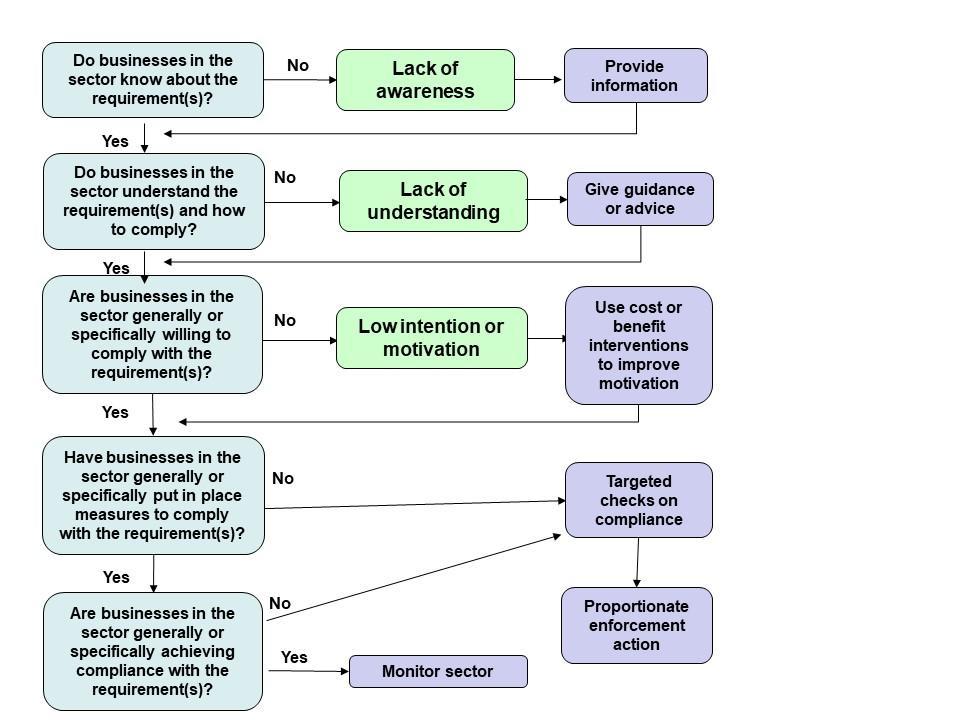 Do businesses in the
sector know about the
requirement(s)?
No
Lack of
awareness
Provide
information
Yes
Do businesses in the
sector understand the
requirement(s) and how
to comply?
No
Lack of
understanding
Give guidance
or advice
Yes
Are businesses in the
sector generally or
specifically willing to
comply with the
requirement(s)?
No
Low intention or
motivation
Use cost or
benefit
interventions
to improve
motivation
Yes
Have businesses in the
sector generally or
specifically put in place
measures to comply
with the requirement(s)?
No
Targeted
checks on
compliance
Yes
Are businesses in the
sector generally or
specifically achieving
compliance with the
requirement(s)?
No
Proportionate
enforcement
action
Yes
Monitor sector